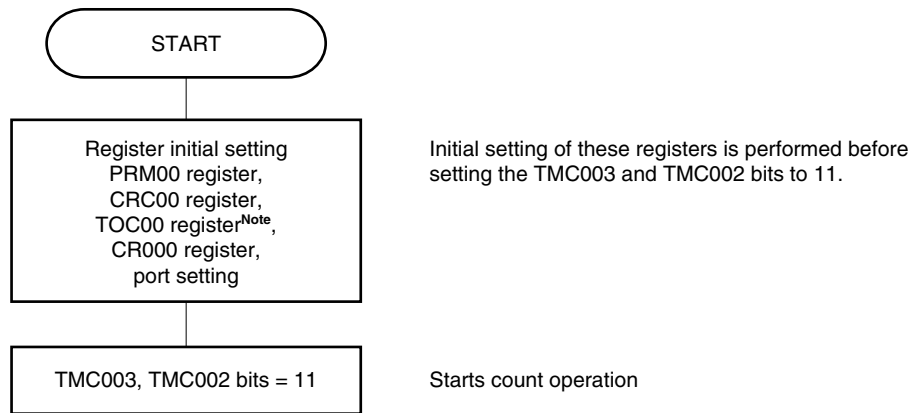 START
Register initial setting
PRM00 register,
CRC00 register,
TOC00 registerNote,
CR000 register,
port setting
Initial setting of these registers is performed before
setting the TMC003 and TMC002 bits to 11.
TMC003, TMC002 bits = 11
Starts count operation